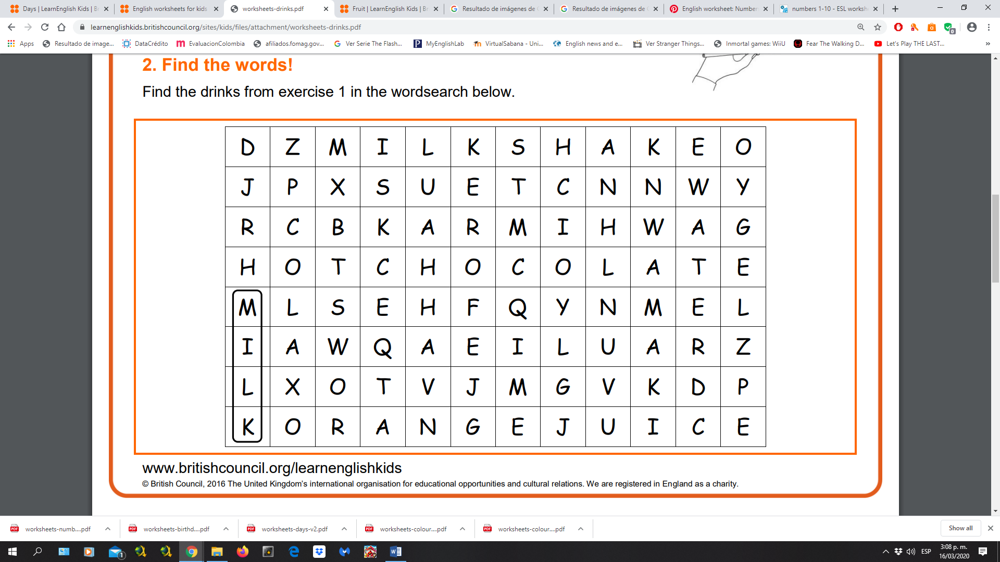 Days | LearnEnglish Kids | Br
English worksheets for kids
worksheets-drinks.pdf
Fruit | LearnEnglish Kids | Br
Resultado de imágenes de
Resultado de imágenes de
English worksheet: Number
numbers 1-10 - ESL worksh
learnenglishkids.britishcouncil.org/sites/kids/files/attachment/worksheets-drinks.pdf
0
Apps
Resultado de image...
DataCrédito
EvaluacionColombia
afiliados.fomag.gov...
Ver Serie The Flash...
MyEnglishLab
VirtualSabana - Uni...
English news and e...
Ver Stranger Things...
Inmortal games: WiiU
Fear The Walking D...
Let's Play THE LAST...
2. Find the words!
Find the drinks from exercise 1 in the wordsearch below.
D Z M I L K S H A K E O
J P X S U E T C N N W Y
R C B K A R M I H W A G
H O T C H O C O L A T E
M L S E H F Q Y N M E L
I A W Q A E I L U A R Z
L X O T V J M G V K D P
K O R A N G E J U I C E
www.britishcouncil.org/learnenglishkids
© British Council, 2016 The United Kingdom's international organisation for educational opportunities and cultural relations. We are registered in England as a charity.
worksheets-numb....pdf
worksheets-birthd....pdf
worksheets-days-v2.pdf
worksheets-colour....pdf
worksheets-colour....pdf
Show all
1
ESP
3:08 p. m.
16/03/2020